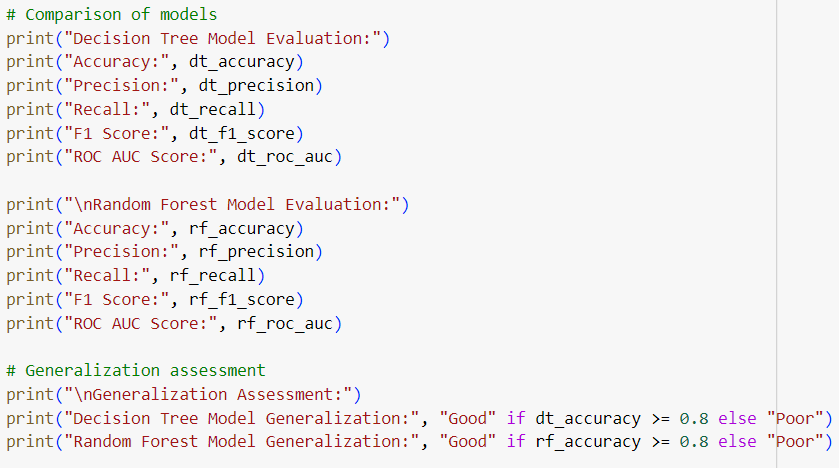 # Comparison of models
print("Decision Tree Model Evaluation:")
print("Accuracy:", dt_accuracy)
print("Precision:", dt_precision)
print("Recall:", dt_recall)
print("F1 Score:", dt_f1_score)
print("ROC AUC Score:", dt_roc_auc)

print("\nRandom Forest Model Evaluation:")
print("Accuracy:", rf_accuracy)
print("Precision:", rf_precision)
print("Recall:", rf_recall)
print("F1 Score:", rf_f1_score)
print("ROC AUC Score:", rf_roc_auc)

# Generalization assessment
print("\nGeneralization Assessment:")
print("Decision Tree Model Generalization:", "Good" if dt_accuracy >= 0.8 else "Poor")
print("Random Forest Model Generalization:", "Good" if rf_accuracy >= 0.8 else "Poor")